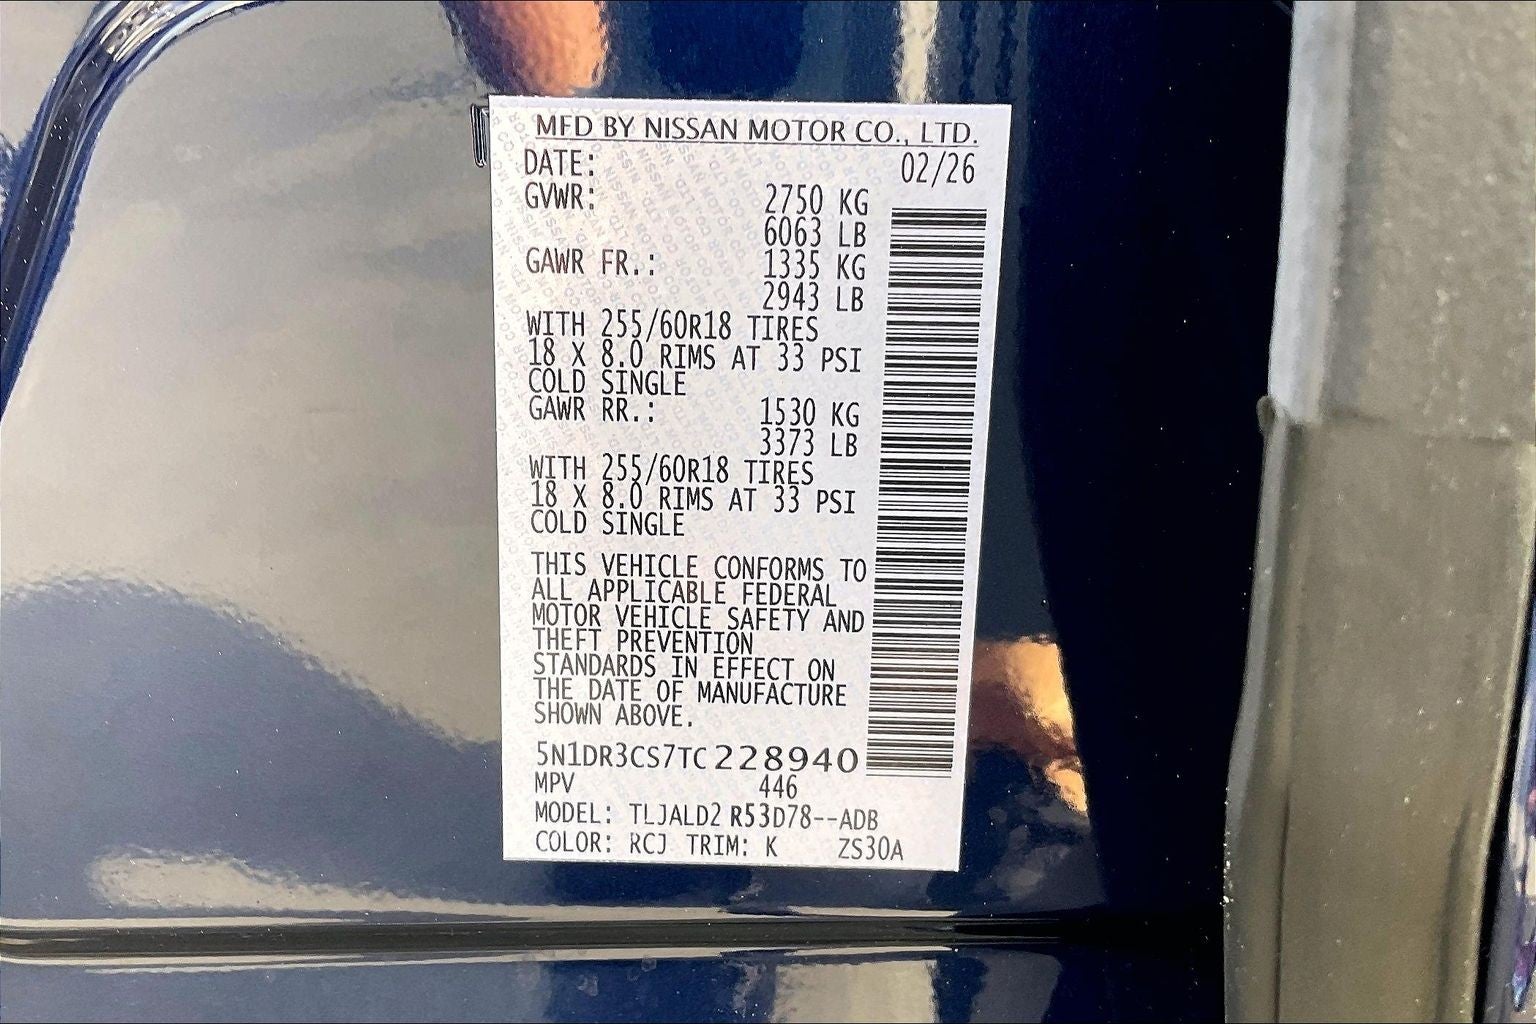 MFD BY NISSAN MOTOR CO., LTD.
DATE: 02/26
GVWR: 2750 KG
6063 LB
GAWR FR.: 1335 KG
2943 LB
WITH 255/60R18 TIRES
18 X 8.0 RIMS AT 33 PSI
COLD SINGLE
GAWR RR.: 1530 KG
3373 LB
WITH 255/60R18 TIRES
18 X 8.0 RIMS AT 33 PSI
COLD SINGLE
THIS VEHICLE CONFORMS TO
ALL APPLICABLE FEDERAL
MOTOR VEHICLE SAFETY AND
THEFT PREVENTION
STANDARDS IN EFFECT ON
THE DATE OF MANUFACTURE
SHOWN ABOVE.
5N1DR3CS7TC228940
MPV 446
MODEL: TLJALD2 R53D78--ADB
COLOR: RCJ TRIM: K ZS30A